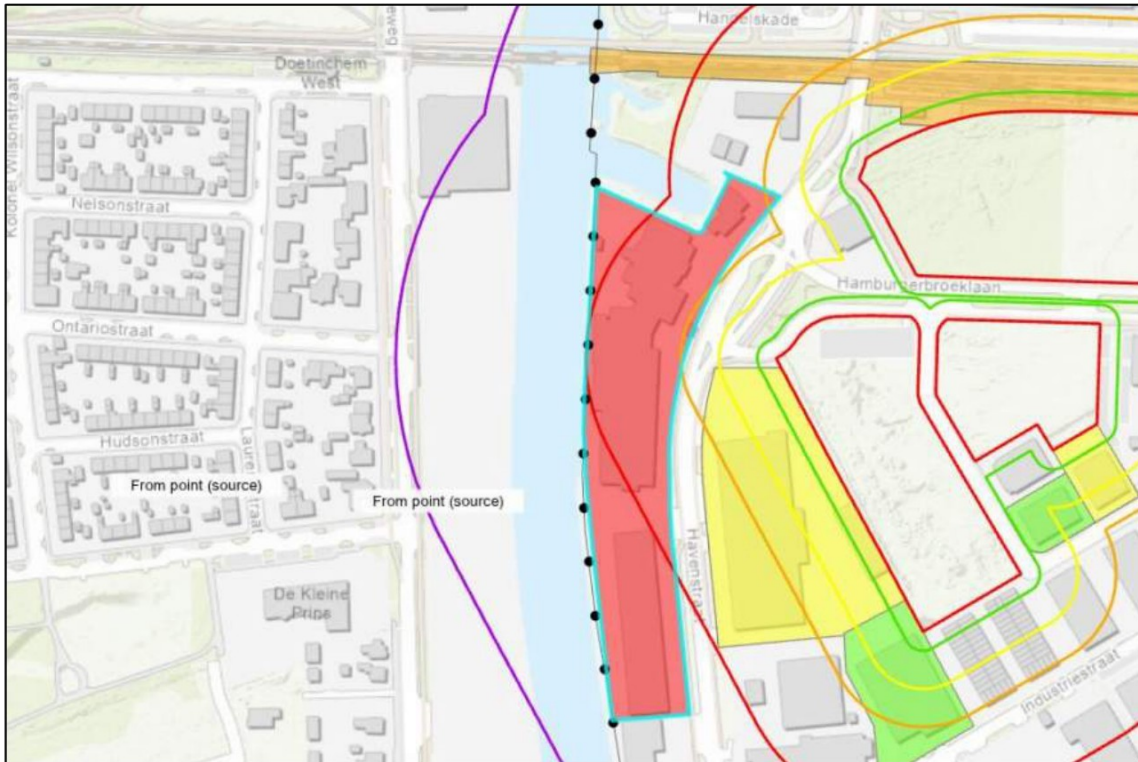 Handelskade
Doetinchem
West
Kolonel Wilsonstraat
Nelsonstraat
Hamburgerbroeklaan
Ontariostraat
Hudsonstraat
From point (source)
From point (source)
Havenstraat
De Kleine
Prins
Industriestraat